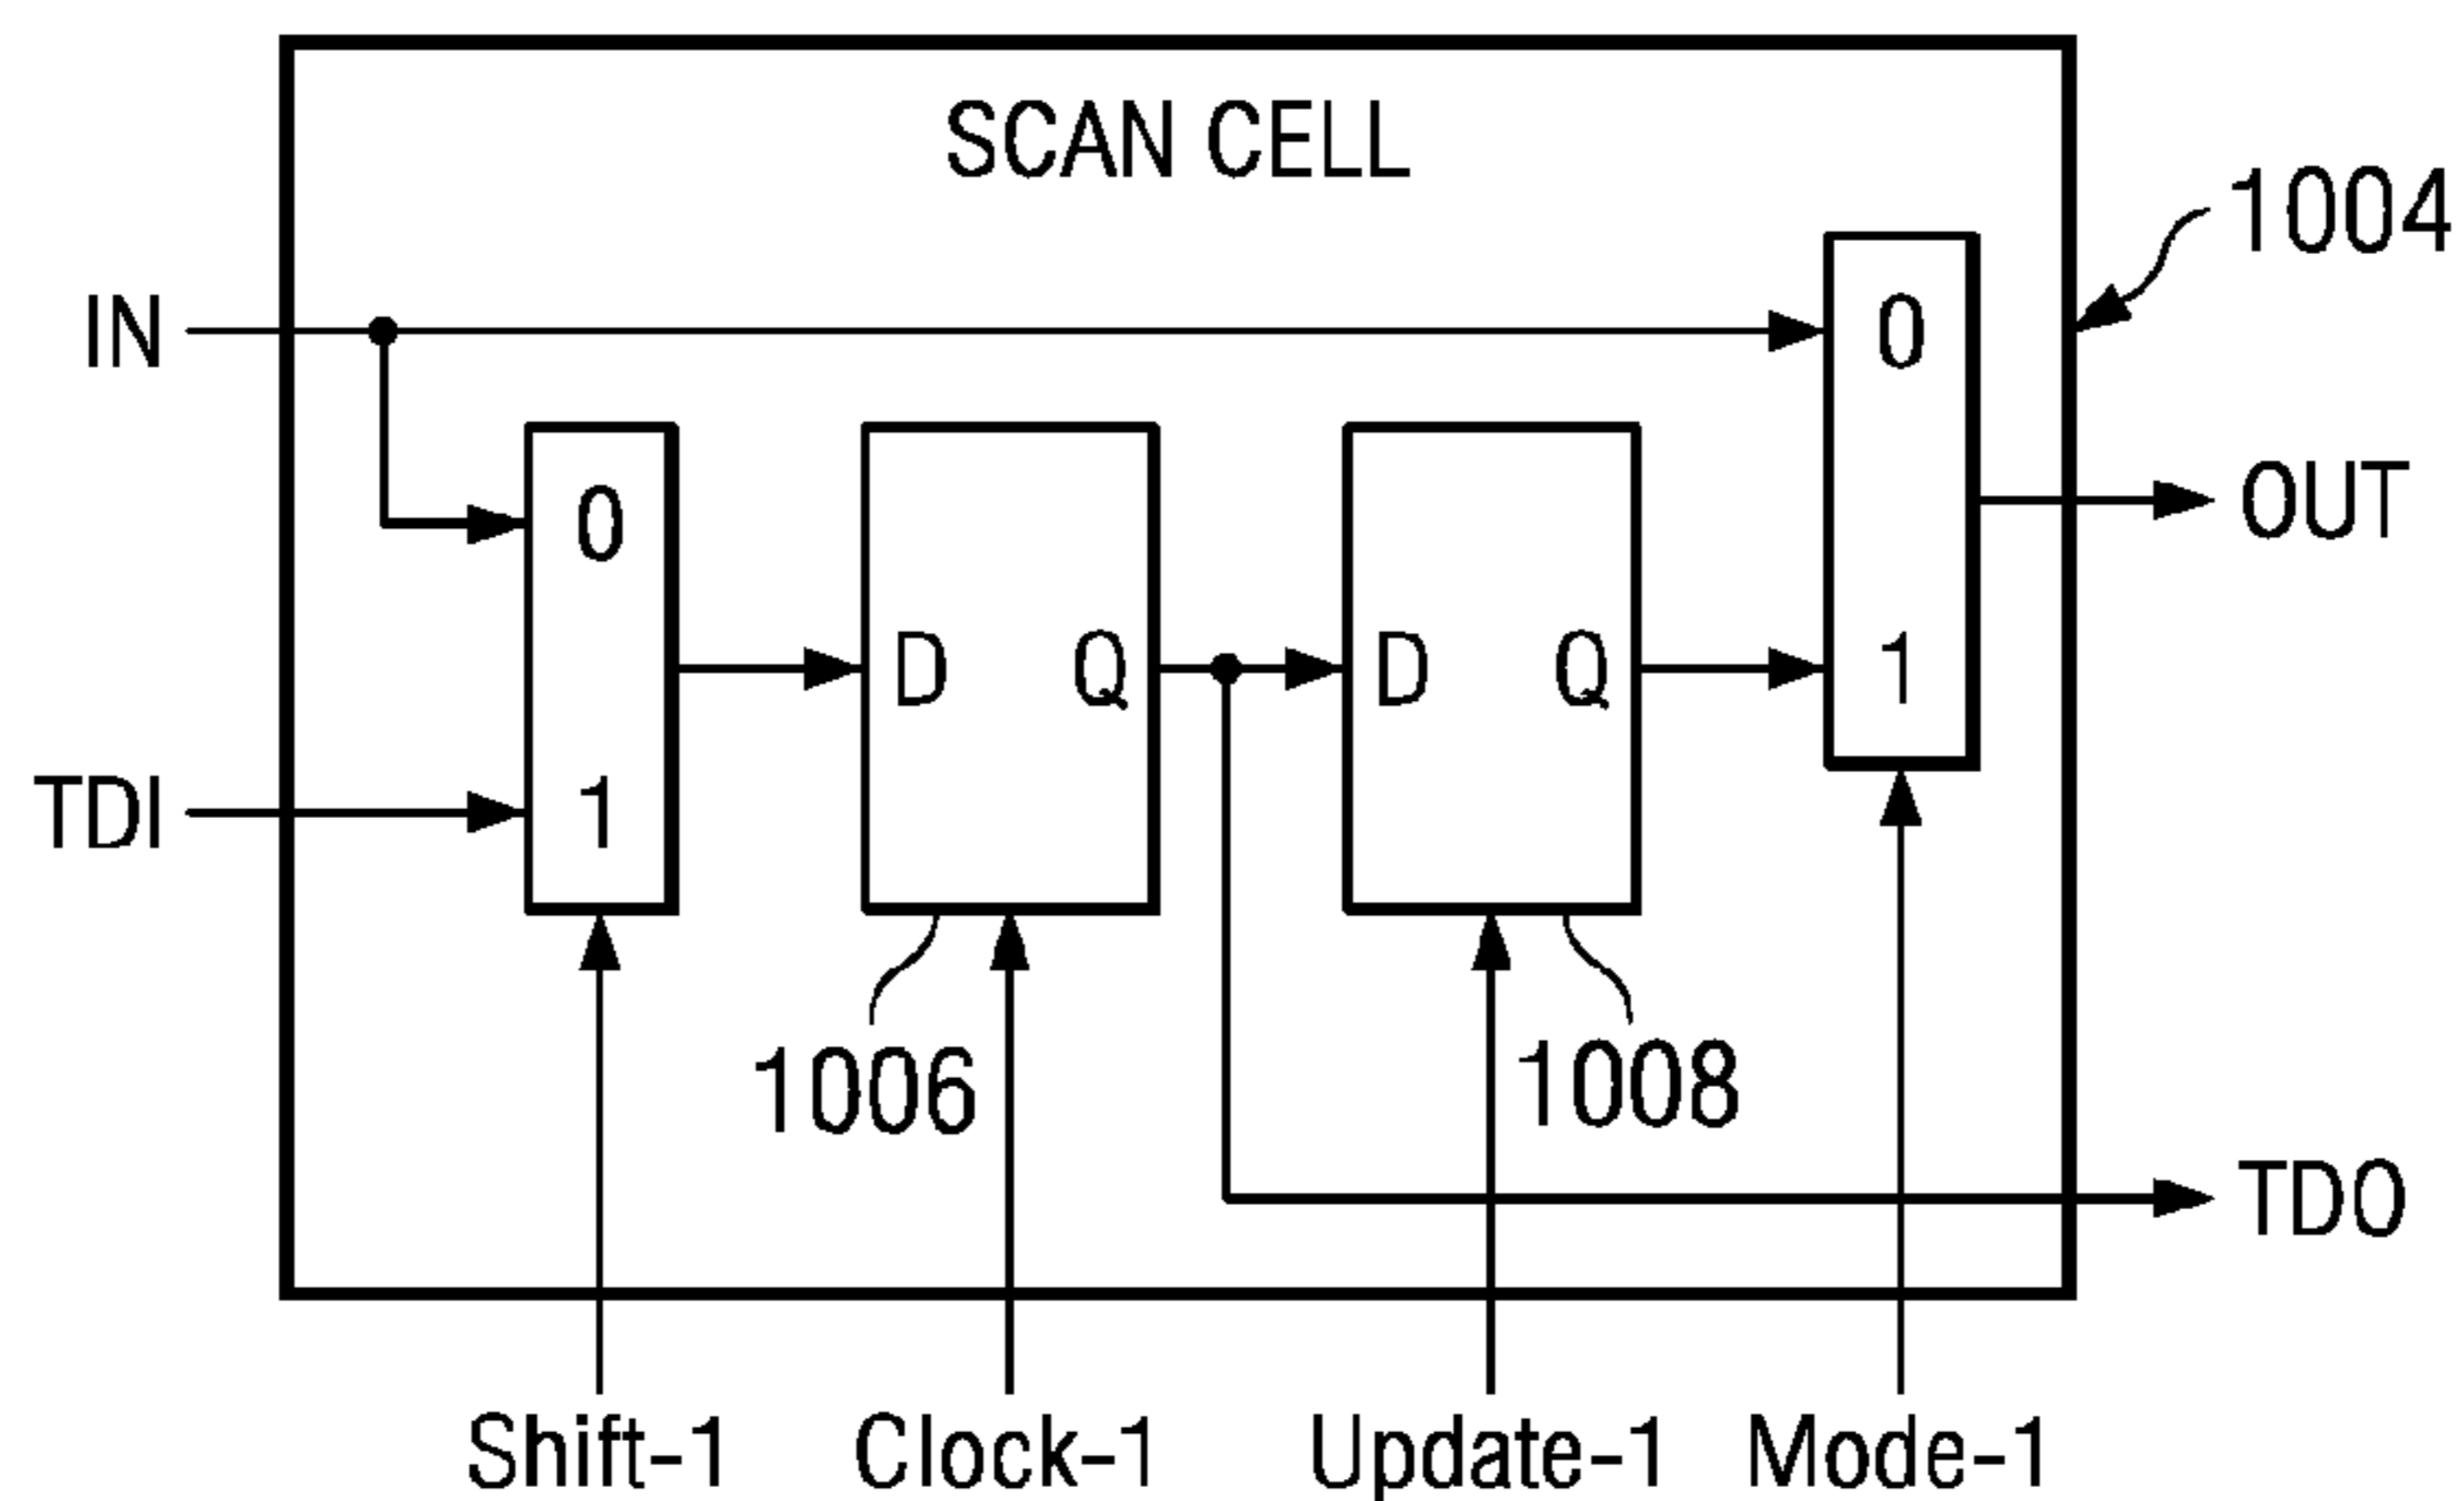 SCAN CELL
1004
IN
0
0
OUT
D Q D Q
1
TDI
1
1006
1008
TDO
Shift-1 Clock-1 Update-1 Mode-1